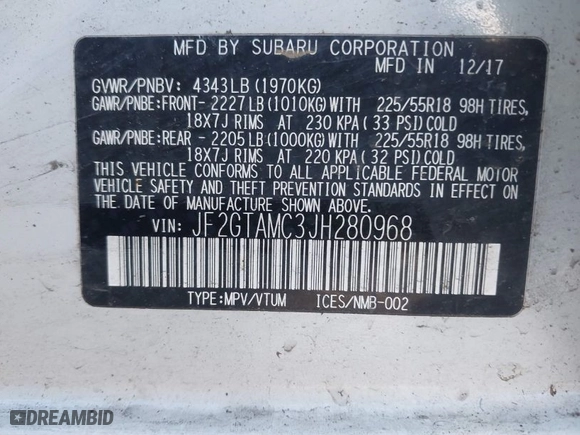 MFD BY SUBARU CORPORATION
MFD IN 12/17
GVWR/PNBV: 4343LB(1970KG)
GAWR/PNBE:FRONT- 2227LB(1010KG)WITH 225/55R18 98H TIRES,
18X7J RIMS AT 230 KPA(33 PSI)COLD
GAWR/PNBE:REAR - 2205LB(1000KG)WITH 225/55R18 98H TIRES,
18X7J RIMS AT 220 KPA(32 PSI)COLD
THIS VEHICLE CONFORMS TO ALL APPLICABLE FEDERAL MOTOR
VEHICLE SAFETY AND THEFT PREVENTION STANDARDS IN EFFECT ON
THE DATE OF MANUFACTURE SHOWN ABOVE.
VIN: JF2GTAMC3JH280968
TYPE:MPV/VTUM ICES/NMB-002
DREAMBID